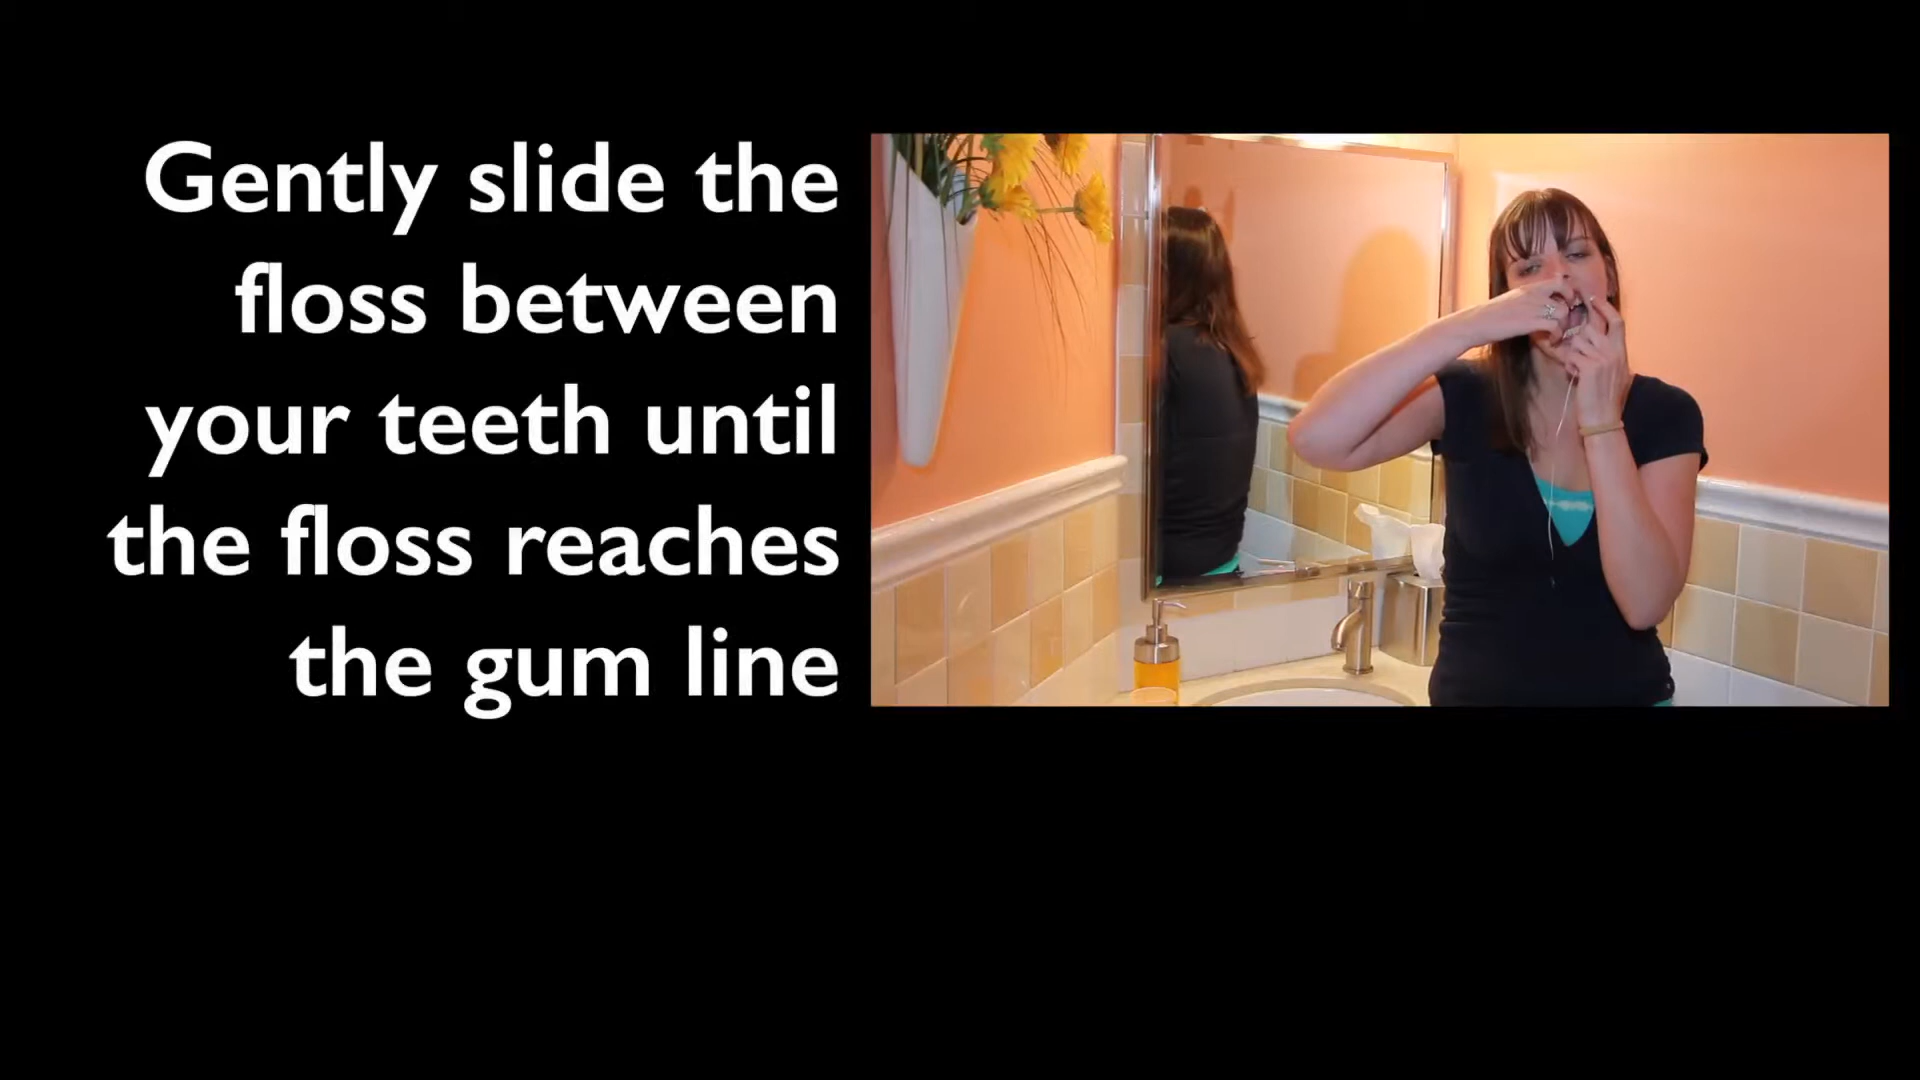 Gently slide the
floss between
your teeth until
the floss reaches
the gum line